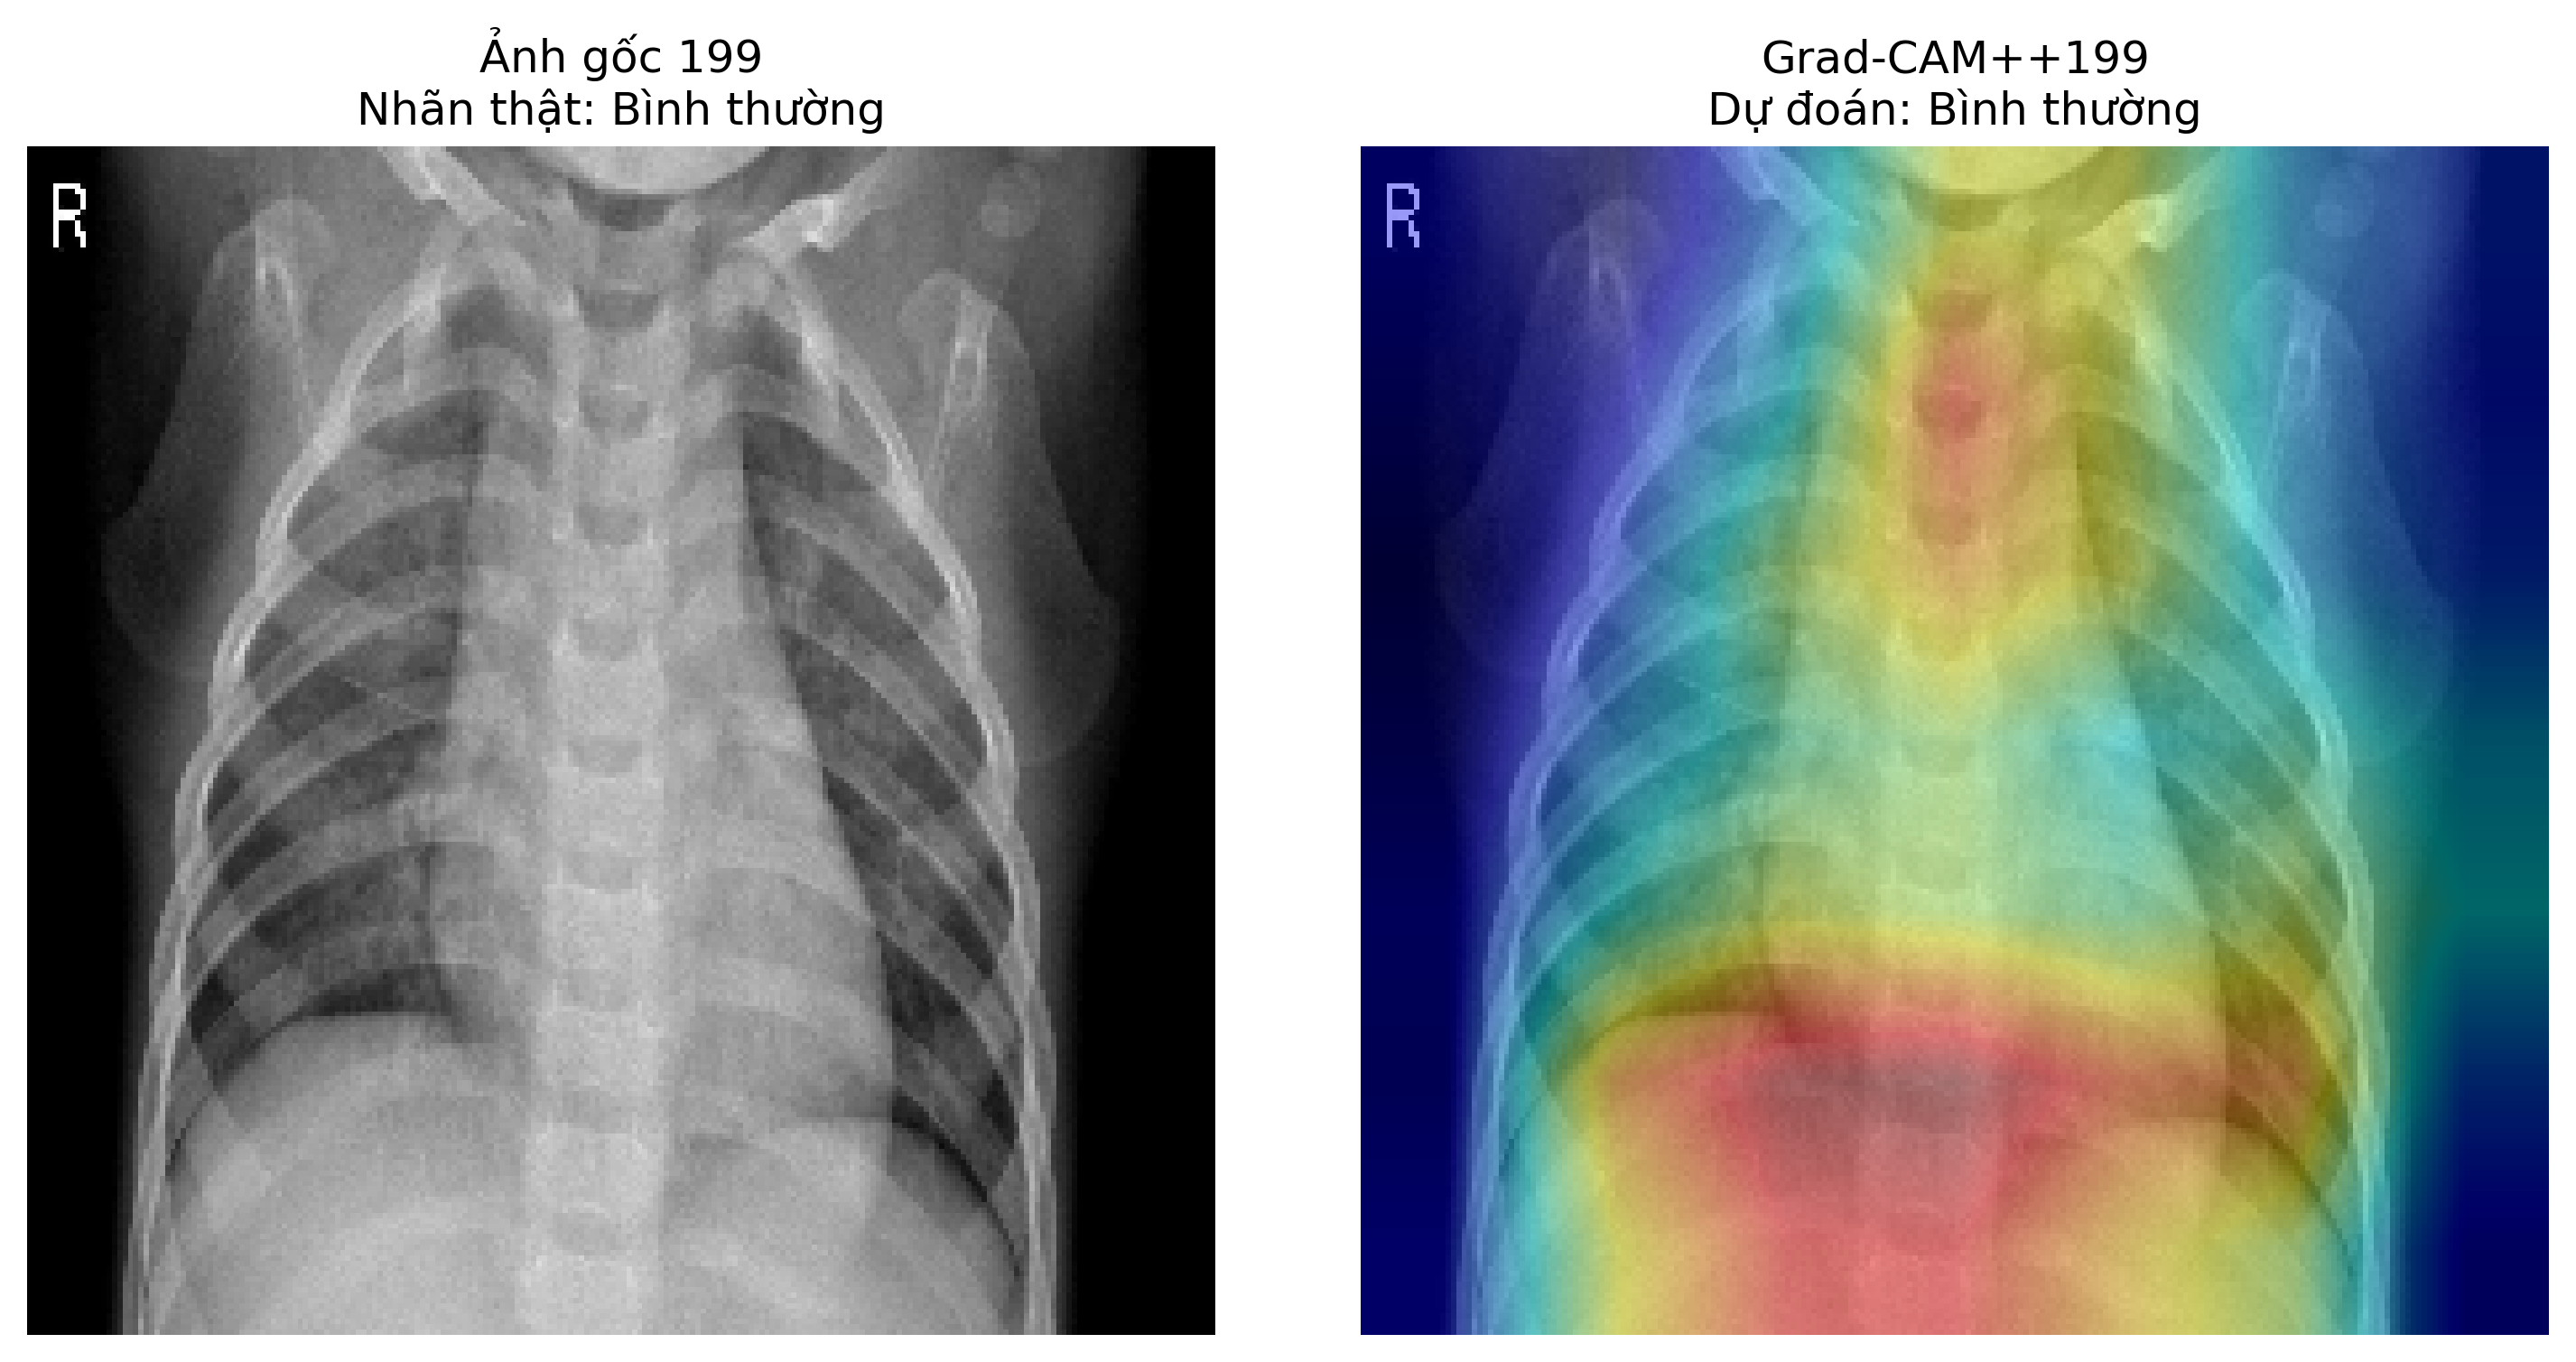 Ảnh gốc 199
Nhãn thật: Bình thường
R
Grad-CAM++199
Dự đoán: Bình thường
R